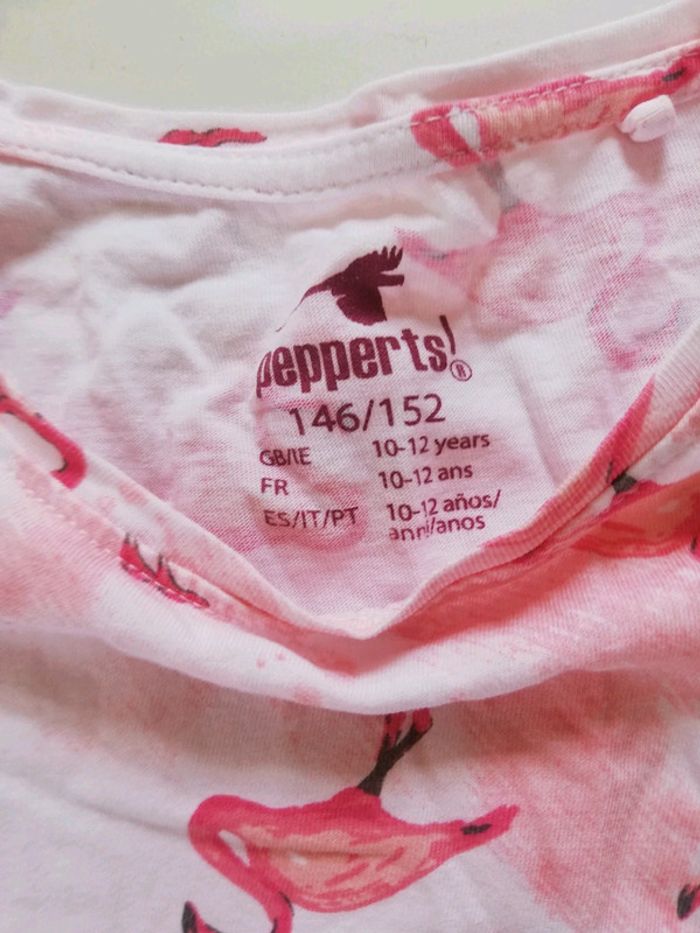 pepperts!®
146/152
GB/IE 10-12 years
FR 10-12 ans
ES/IT/PT 10-12 años/
anni/anos